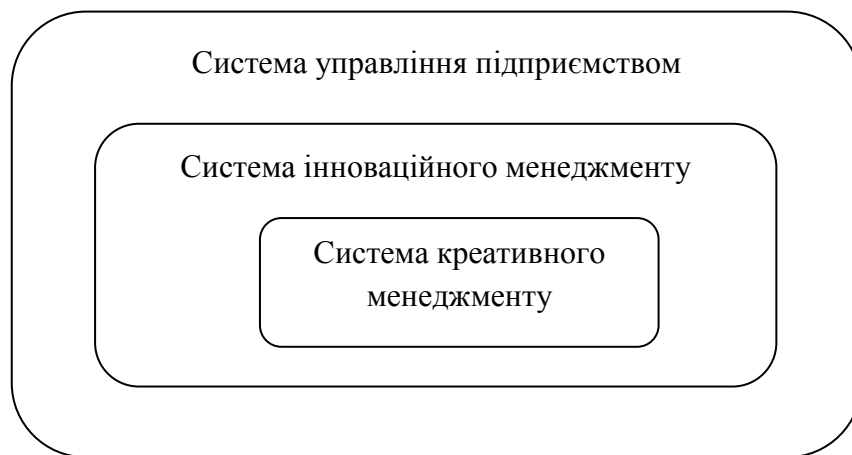 Система управління підприємством
Система інноваційного менеджменту
Система креативного
менеджменту